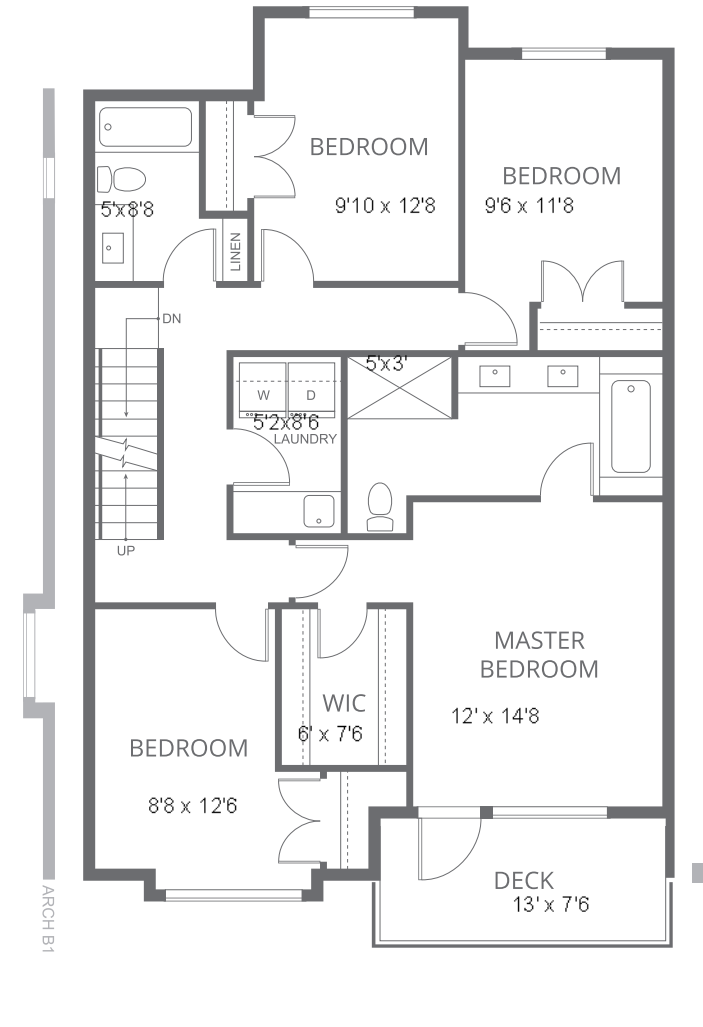 BEDROOM
9'10 x 12'8
BEDROOM
9'6 x 11'8
5'x8'8
LINEN
DN
5'x3'
W
D
5'2x8'6
LAUNDRY
UP
MASTER
BEDROOM
12' x 14'8
WIC
6' x 7'6
BEDROOM
8'8 x 12'6
DECK
13' x 7'6
ARCH B1